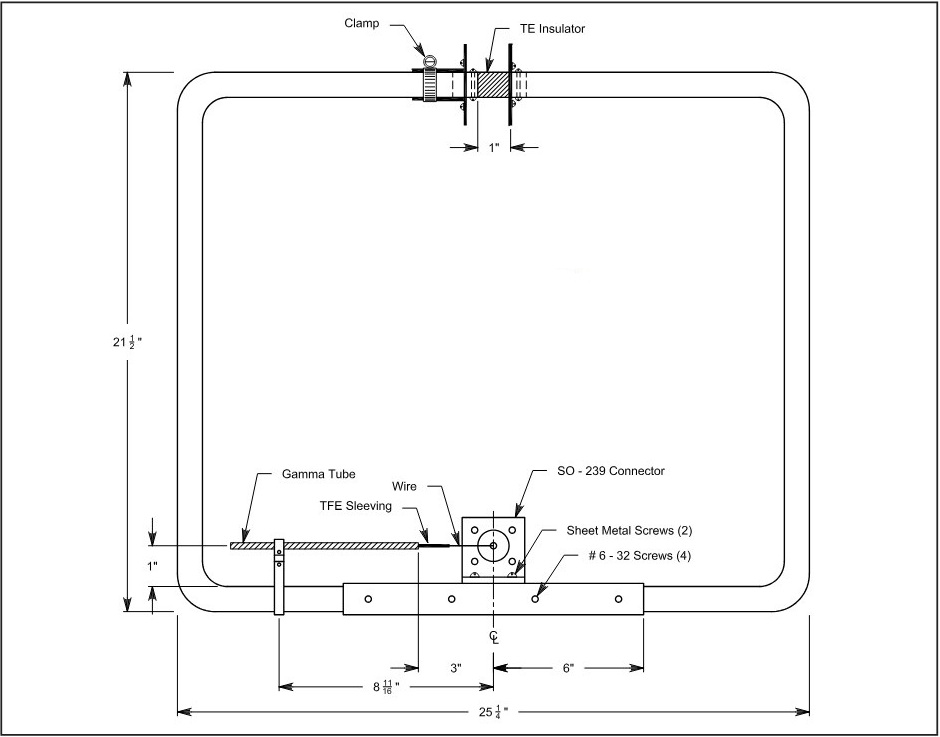 Clamp
TE Insulator
1"
21 1/2 "
Gamma Tube
SO - 239 Connector
Wire
TFE Sleeving
Sheet Metal Screws (2)
# 6 - 32 Screws (4)
1"
℄
3"
6"
8 11/16 "
25 1/4 "